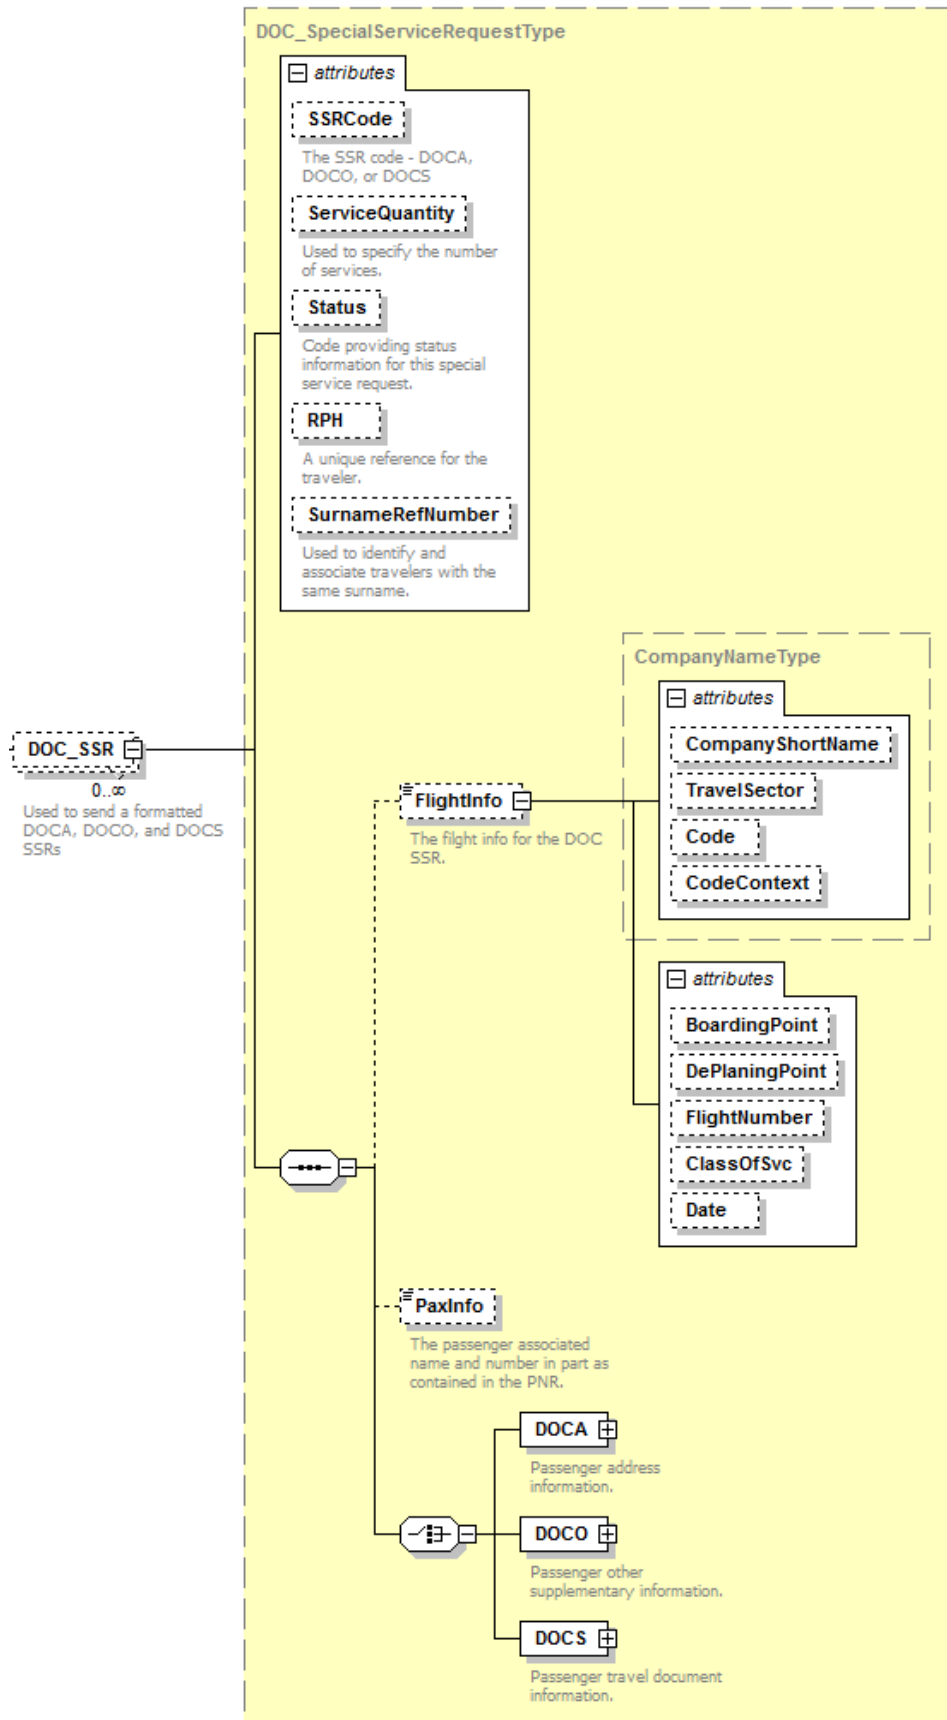 DOC_SpecialServiceRequestType
attributes
SSRCode
The SSR code - DOCA,
DOCO, or DOCS
ServiceQuantity
Used to specify the number
of services.
Status
Code providing status
information for this special
service request.
RPH
A unique reference for the
traveler.
SurnameRefNumber
Used to identify and
associate travelers with the
same surname.
DOC_SSR
0..∞
Used to send a formatted
DOCA, DOCO, and DOCS
SSRs
FlightInfo
The filght info for the DOC
SSR.
CompanyNameType
attributes
CompanyShortName
TravelSector
Code
CodeContext
attributes
BoardingPoint
DePlaningPoint
FlightNumber
ClassOfSvc
Date
PaxInfo
The passenger associated
name and number in part as
contained in the PNR.
DOCA
Passenger address
information.
DOCO
Passenger other
supplementary information.
DOCS
Passenger travel document
information.